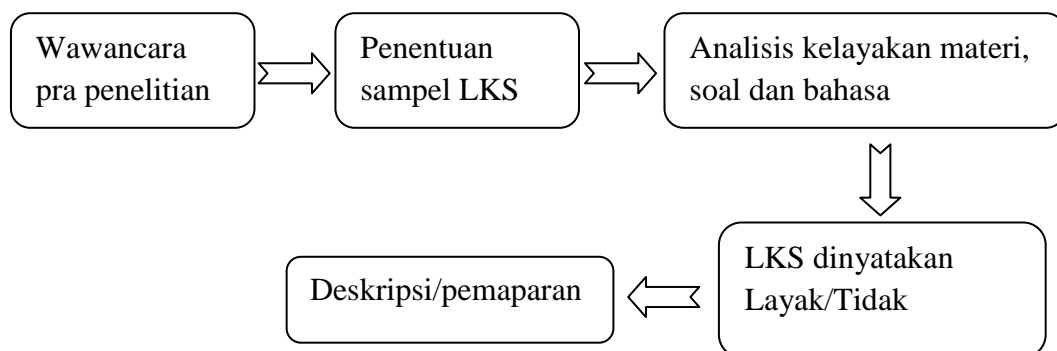 Wawancara
pra penelitian
Penentuan
sampel LKS
Analisis kelayakan materi,
soal dan bahasa
LKS dinyatakan
Layak/Tidak
Deskripsi/pemaparan